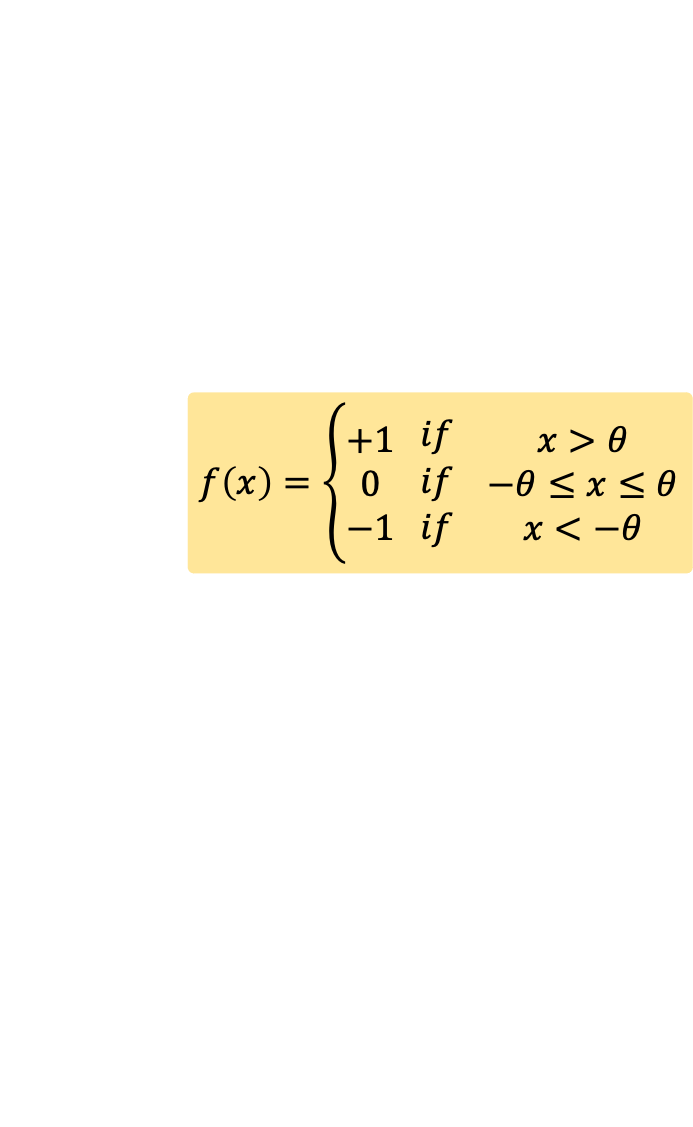 f(x) = { +1 if x > θ
0 if −θ ≤ x ≤ θ
−1 if x < −θ